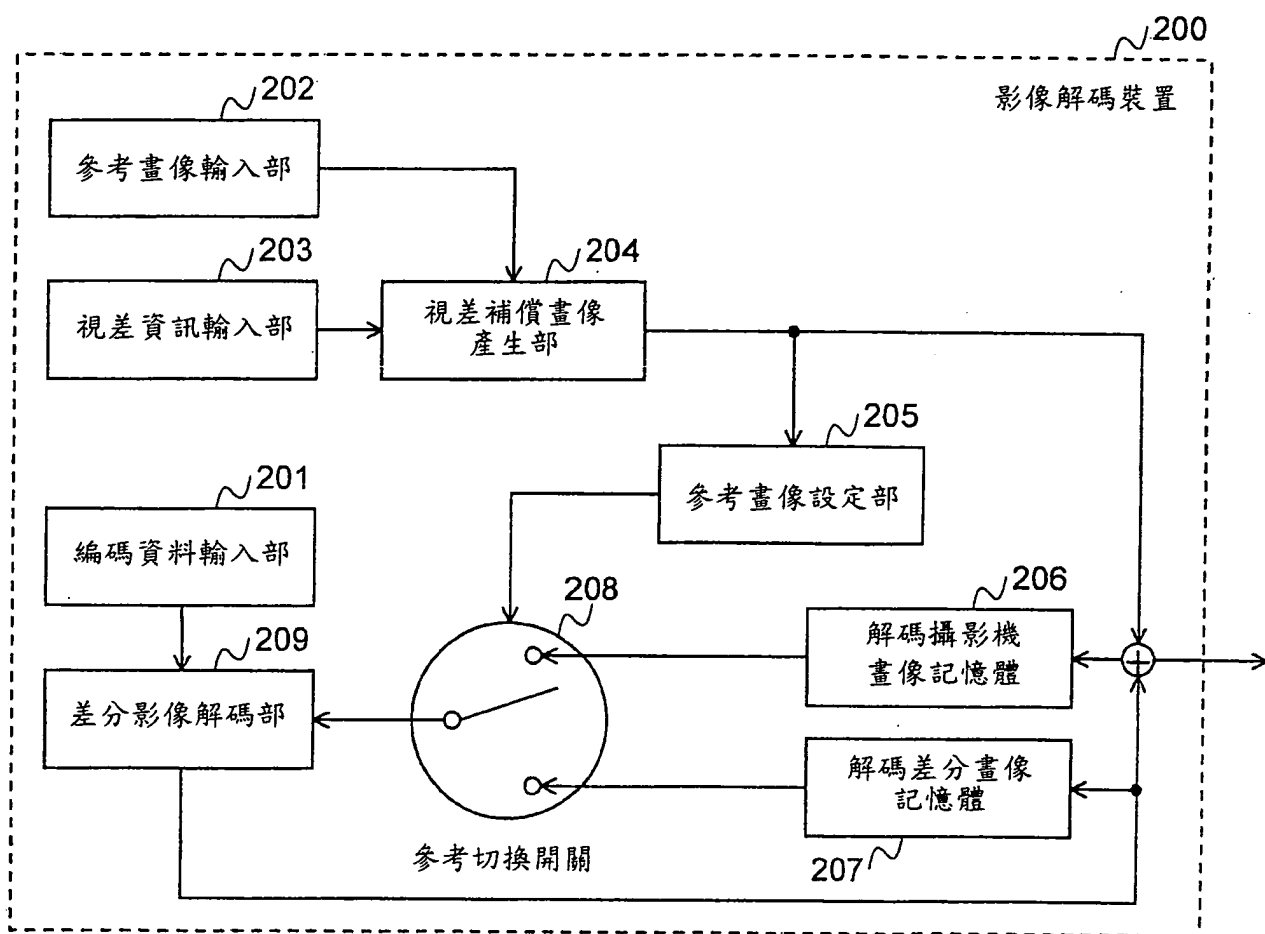 200
影像解碼裝置
202
參考畫像輸入部
203
視差資訊輸入部
204
視差補償畫像
產生部
205
參考畫像設定部
201
編碼資料輸入部
209
差分影像解碼部
208
參考切換開關
206
解碼攝影機
畫像記憶體
解碼差分畫像
記憶體
207